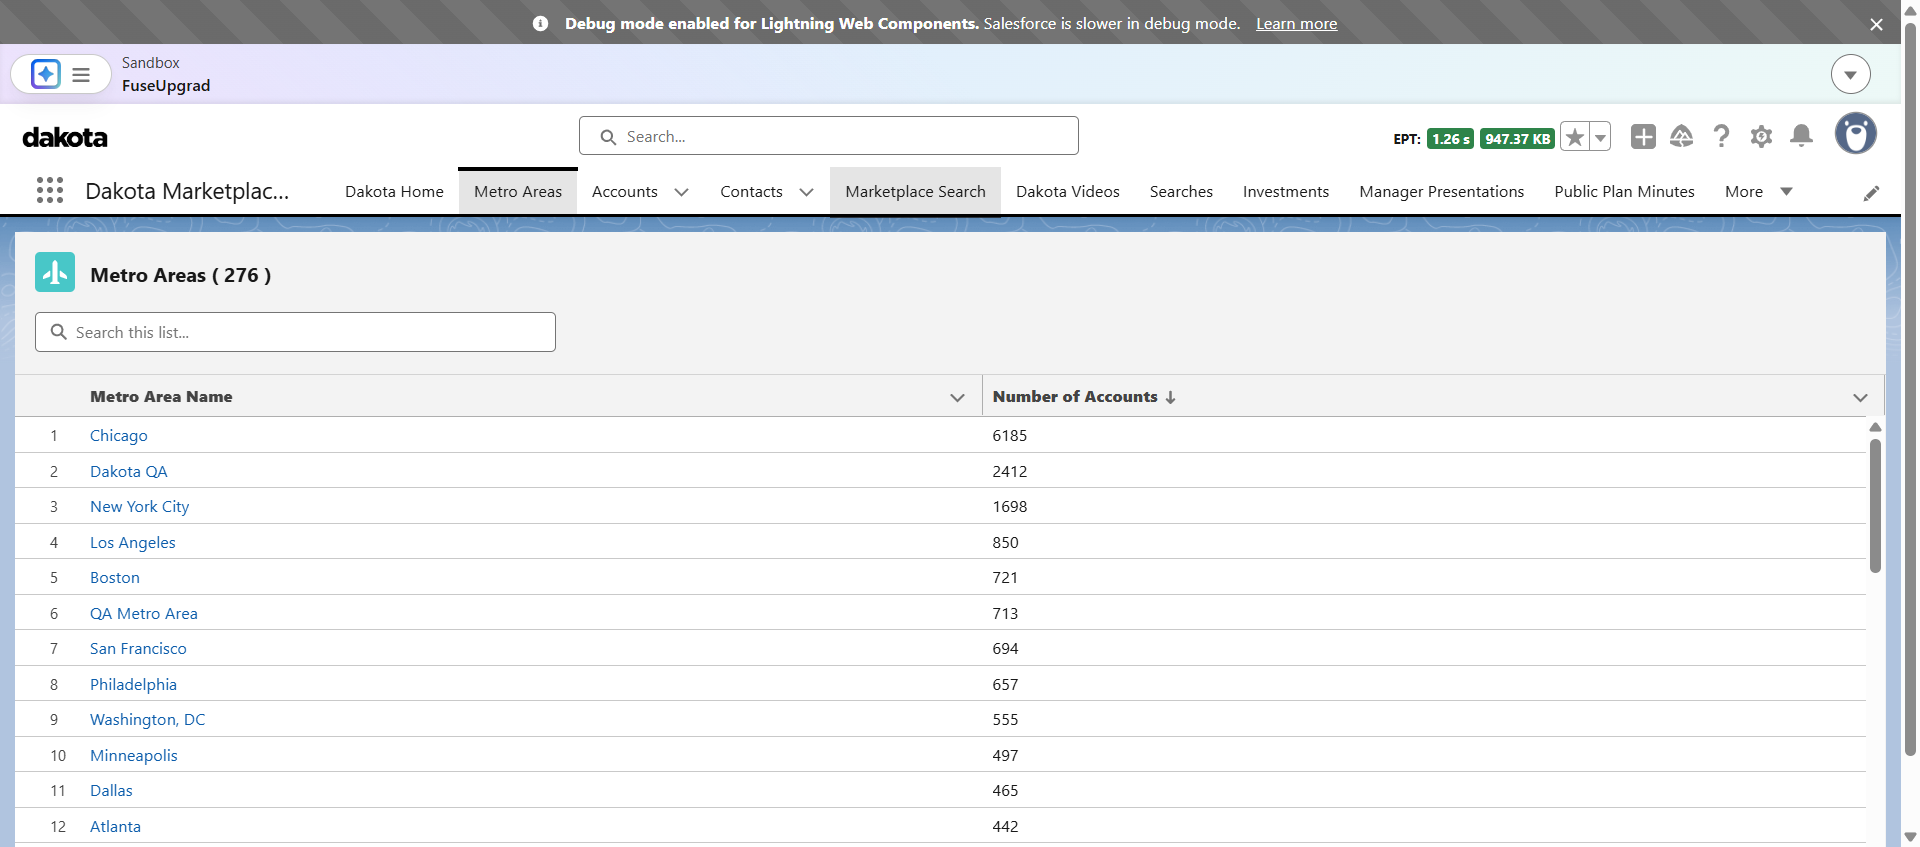 Debug mode enabled for Lightning Web Components. Salesforce is slower in debug mode. Learn more
Sandbox
FuseUpgrad
dakota
Search...
EPT: 1.26 s 947.37 KB
Dakota Marketplac... Dakota Home Metro Areas Accounts Contacts Marketplace Search Dakota Videos Searches Investments Manager Presentations Public Plan Minutes More
Metro Areas ( 276 )
Search this list...
Metro Area Name Number of Accounts
1 Chicago 6185
2 Dakota QA 2412
3 New York City 1698
4 Los Angeles 850
5 Boston 721
6 QA Metro Area 713
7 San Francisco 694
8 Philadelphia 657
9 Washington, DC 555
10 Minneapolis 497
11 Dallas 465
12 Atlanta 442